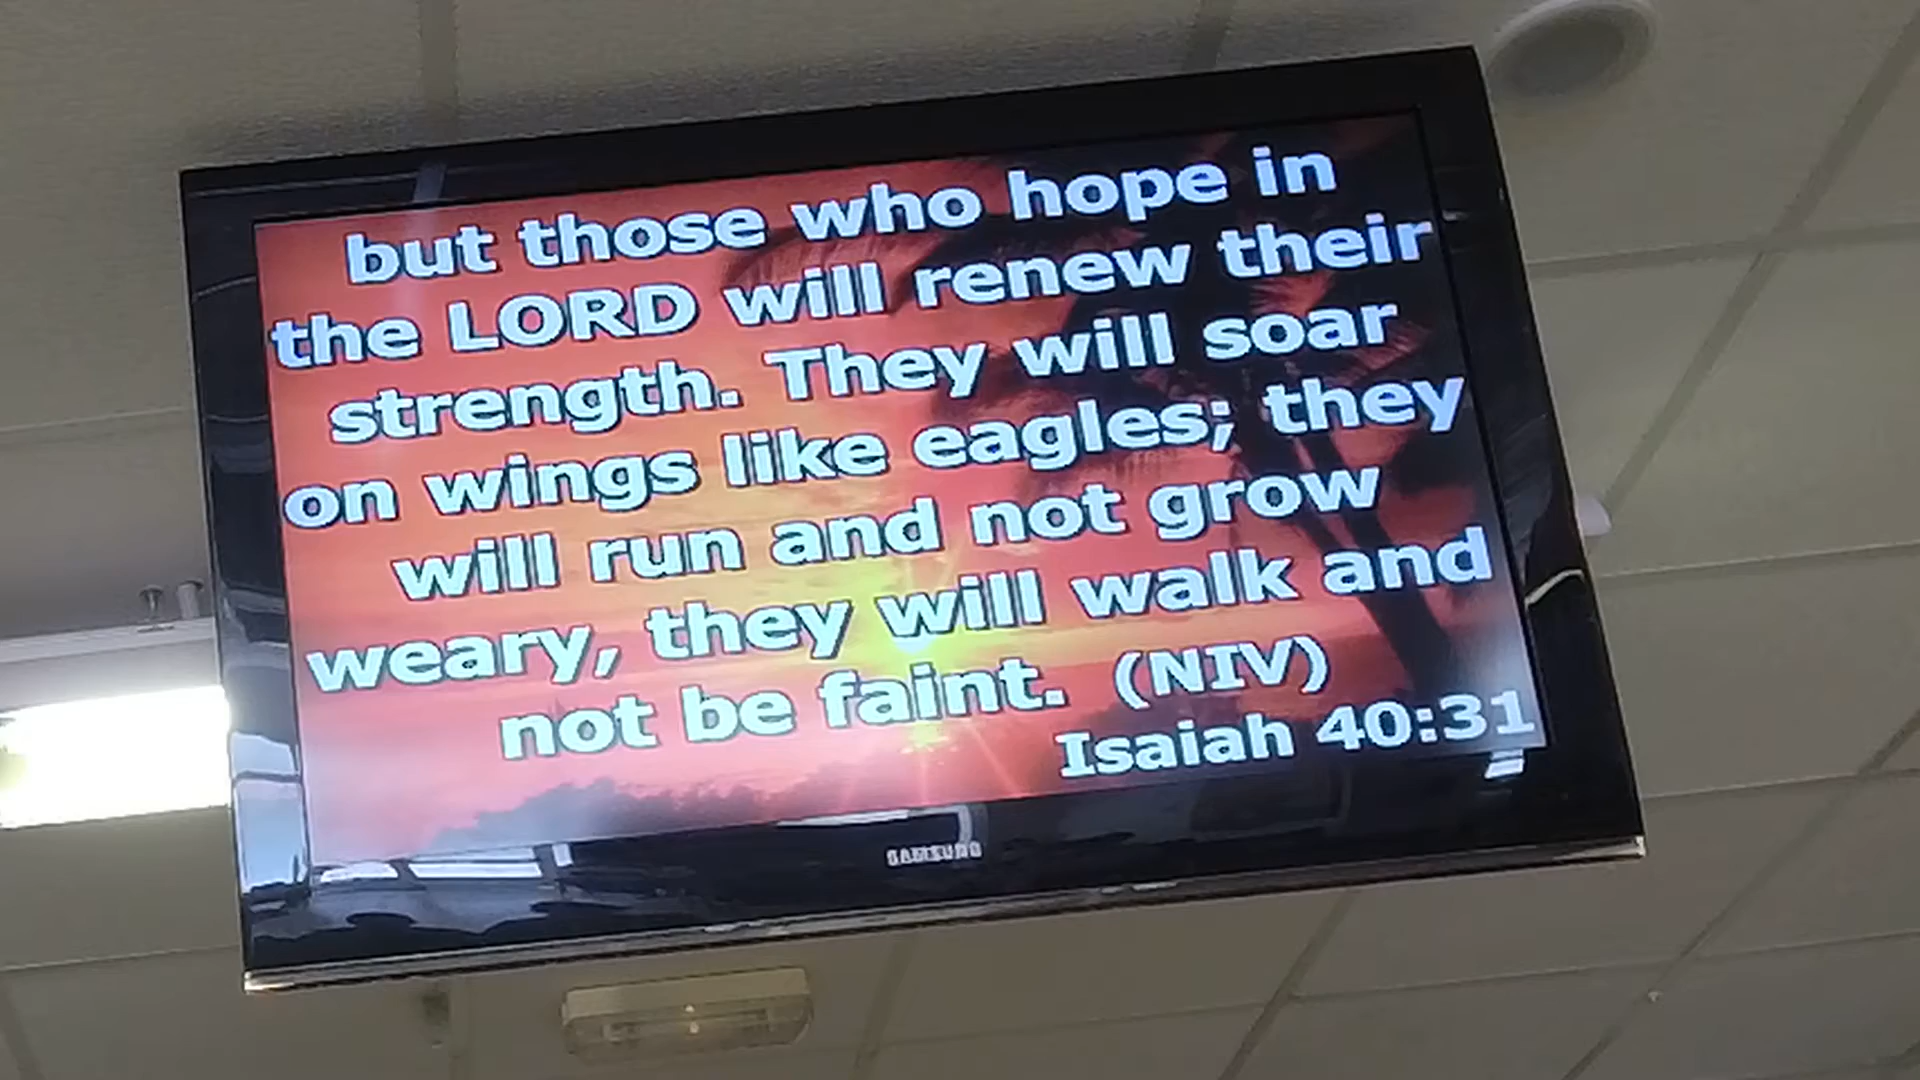 but those who hope in
the LORD will renew their
strength. They will soar
on wings like eagles; they
will run and not grow
weary, they will walk and
not be faint. (NIV)
Isaiah 40:31
SAMSUNG